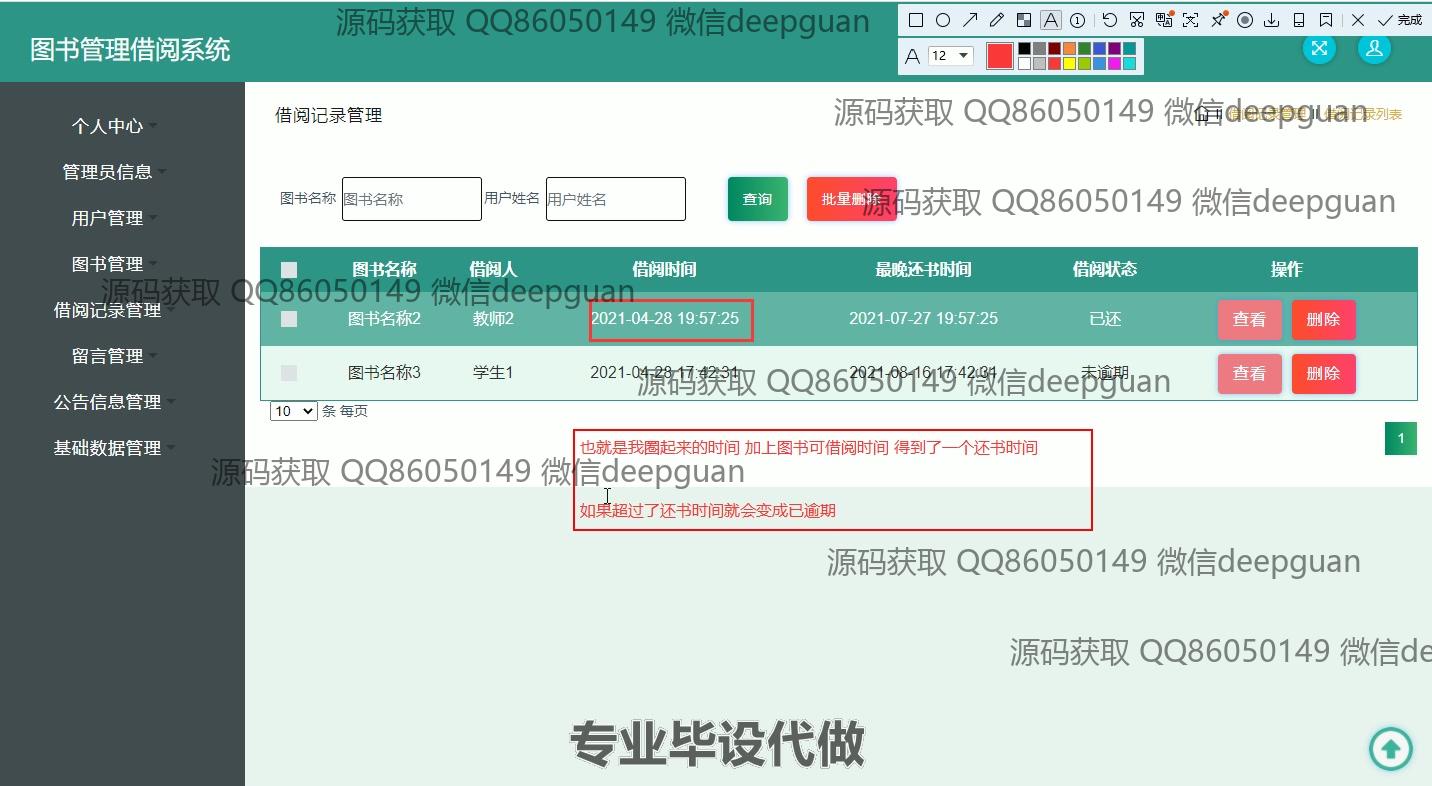 源码获取 QQ86050149 微信deepguan
完成
图书管理借阅系统
12
借阅记录管理
源码获取 QQ86050149 微信deepguan
借阅记录管理 借阅记录列表
个人中心
管理员信息
用户管理
图书管理
借阅记录管理
留言管理
公告信息管理
基础数据管理
图书名称 图书名称 用户姓名 用户姓名 查询 批量删除
源码获取 QQ86050149 微信deepguan
图书名称 借阅人 借阅时间 最晚还书时间 借阅状态 操作
源码获取 QQ86050149 微信deepguan
图书名称2 教师2 2021-04-28 19:57:25 2021-07-27 19:57:25 已还 查看 删除
图书名称3 学生1 2021-04-28 17:42:31 2021-08-16 17:42:31 未逾期 查看 删除
源码获取 QQ86050149 微信deepguan
10 条 每页
1
也就是我圈起来的时间 加上图书可借阅时间 得到了一个还书时间
源码获取 QQ86050149 微信deepguan
如果超过了还书时间就会变成已逾期
源码获取 QQ86050149 微信deepguan
源码获取 QQ86050149 微信de
专业毕设代做